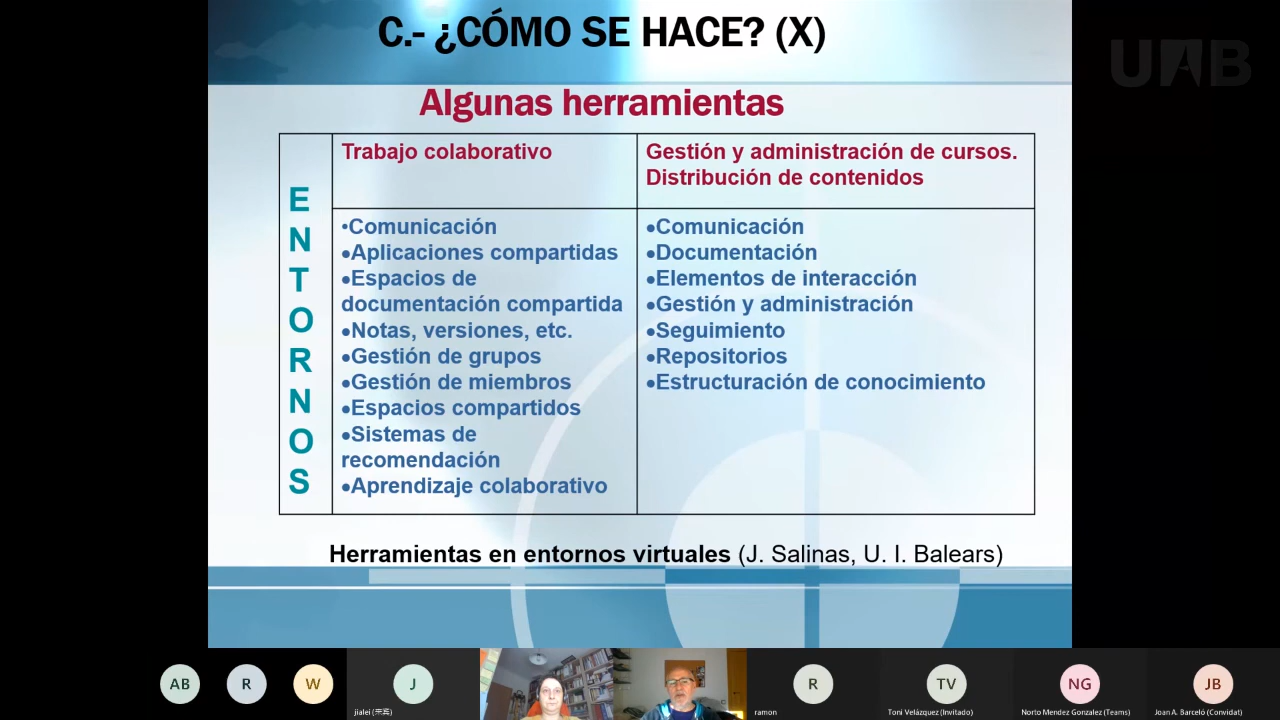 C.- ¿CÓMO SE HACE? (X)
UAB
Algunas herramientas
E
N
T
O
R
N
O
S
Trabajo colaborativo
Gestión y administración de cursos.
Distribución de contenidos
•Comunicación
•Aplicaciones compartidas
•Espacios de
documentación compartida
•Notas, versiones, etc.
•Gestión de grupos
•Gestión de miembros
•Espacios compartidos
•Sistemas de
recomendación
•Aprendizaje colaborativo
•Comunicación
•Documentación
•Elementos de interacción
•Gestión y administración
•Seguimiento
•Repositorios
•Estructuración de conocimiento
Herramientas en entornos virtuales (J. Salinas, U. I. Balears)
AB
R
W
J
jialei
R
ramon
TV
Toni Velázquez (Invitado)
NG
Norto Mendez Gonzalez (Teams)
JB
Joan A. Barceló (Convidat)